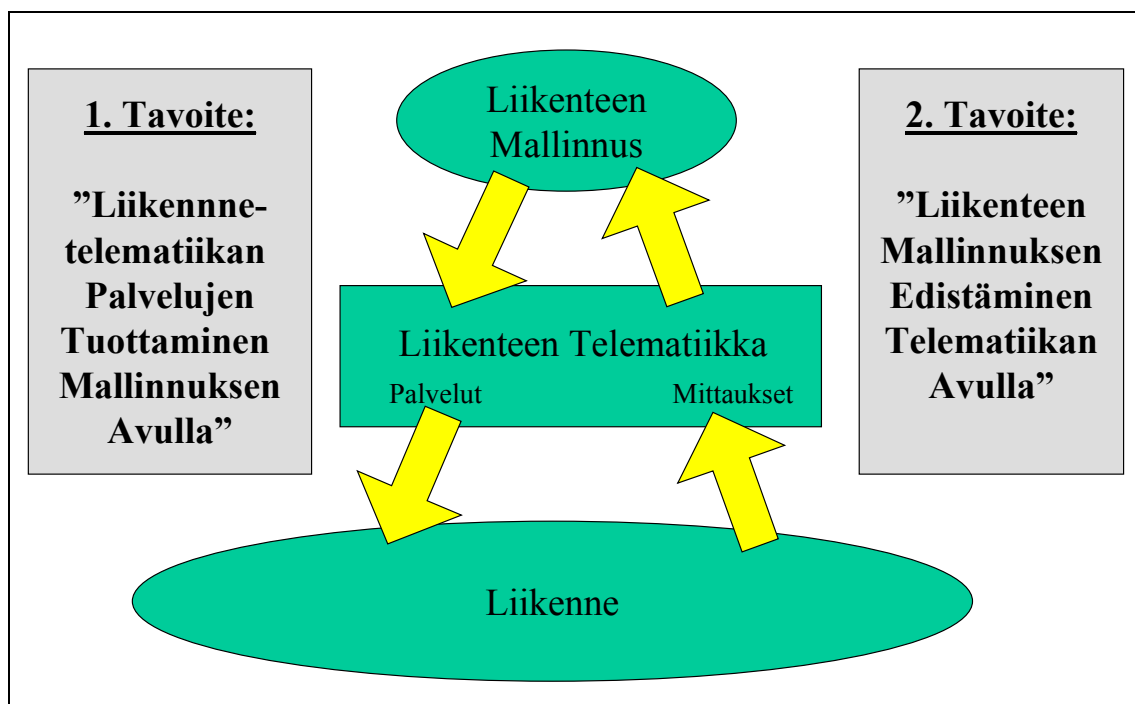 1. Tavoite:
”Liikennne-
telematiikan
Palvelujen
Tuottaminen
Mallinnuksen
Avulla”
Liikenteen
Mallinnus
Liikenteen Telematiikka
Palvelut Mittaukset
Liikenne
2. Tavoite:
”Liikenteen
Mallinnuksen
Edistäminen
Telematiikan
Avulla”